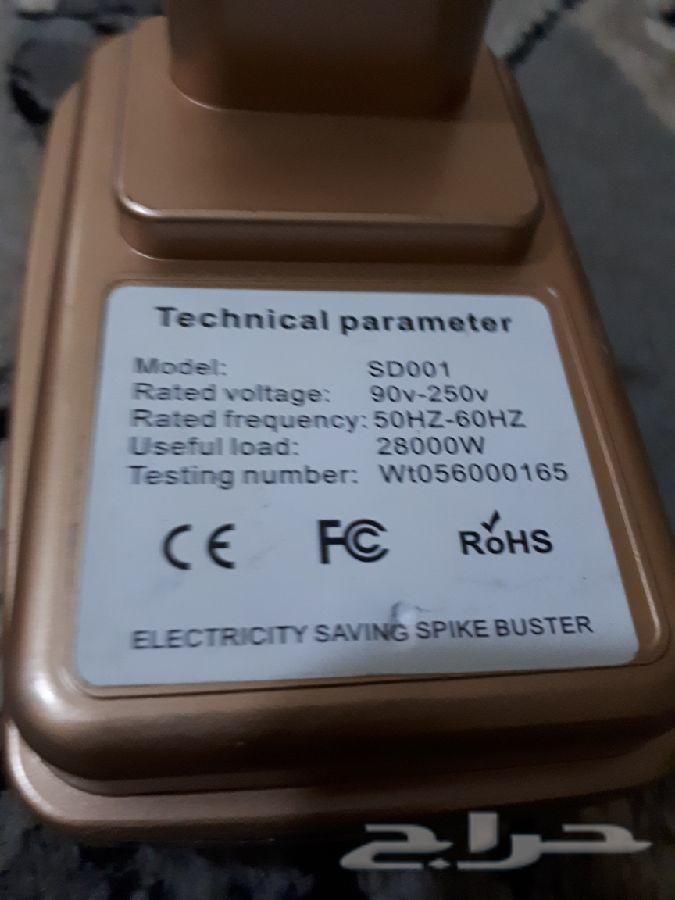 Technical parameter
Model: SD001
Rated voltage: 90v-250v
Rated frequency: 50HZ-60HZ
Useful load: 28000W
Testing number: Wt056000165
CE FC RoHS
ELECTRICITY SAVING SPIKE BUSTER
حراج